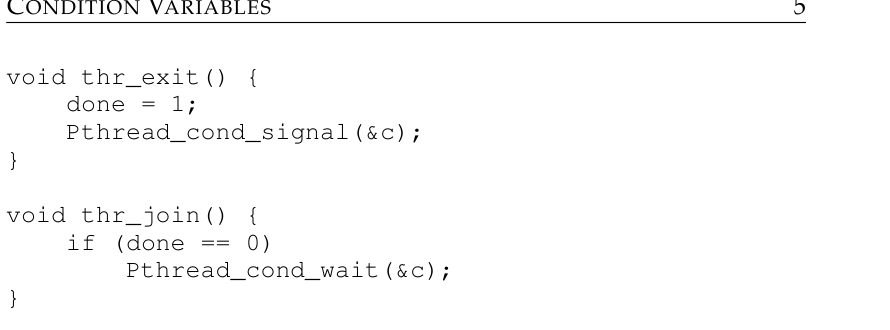 CONDITION VARIABLES 5
void thr_exit() {
    done = 1;
    Pthread_cond_signal(&c);
}
void thr_join() {
    if (done == 0)
        Pthread_cond_wait(&c);
}